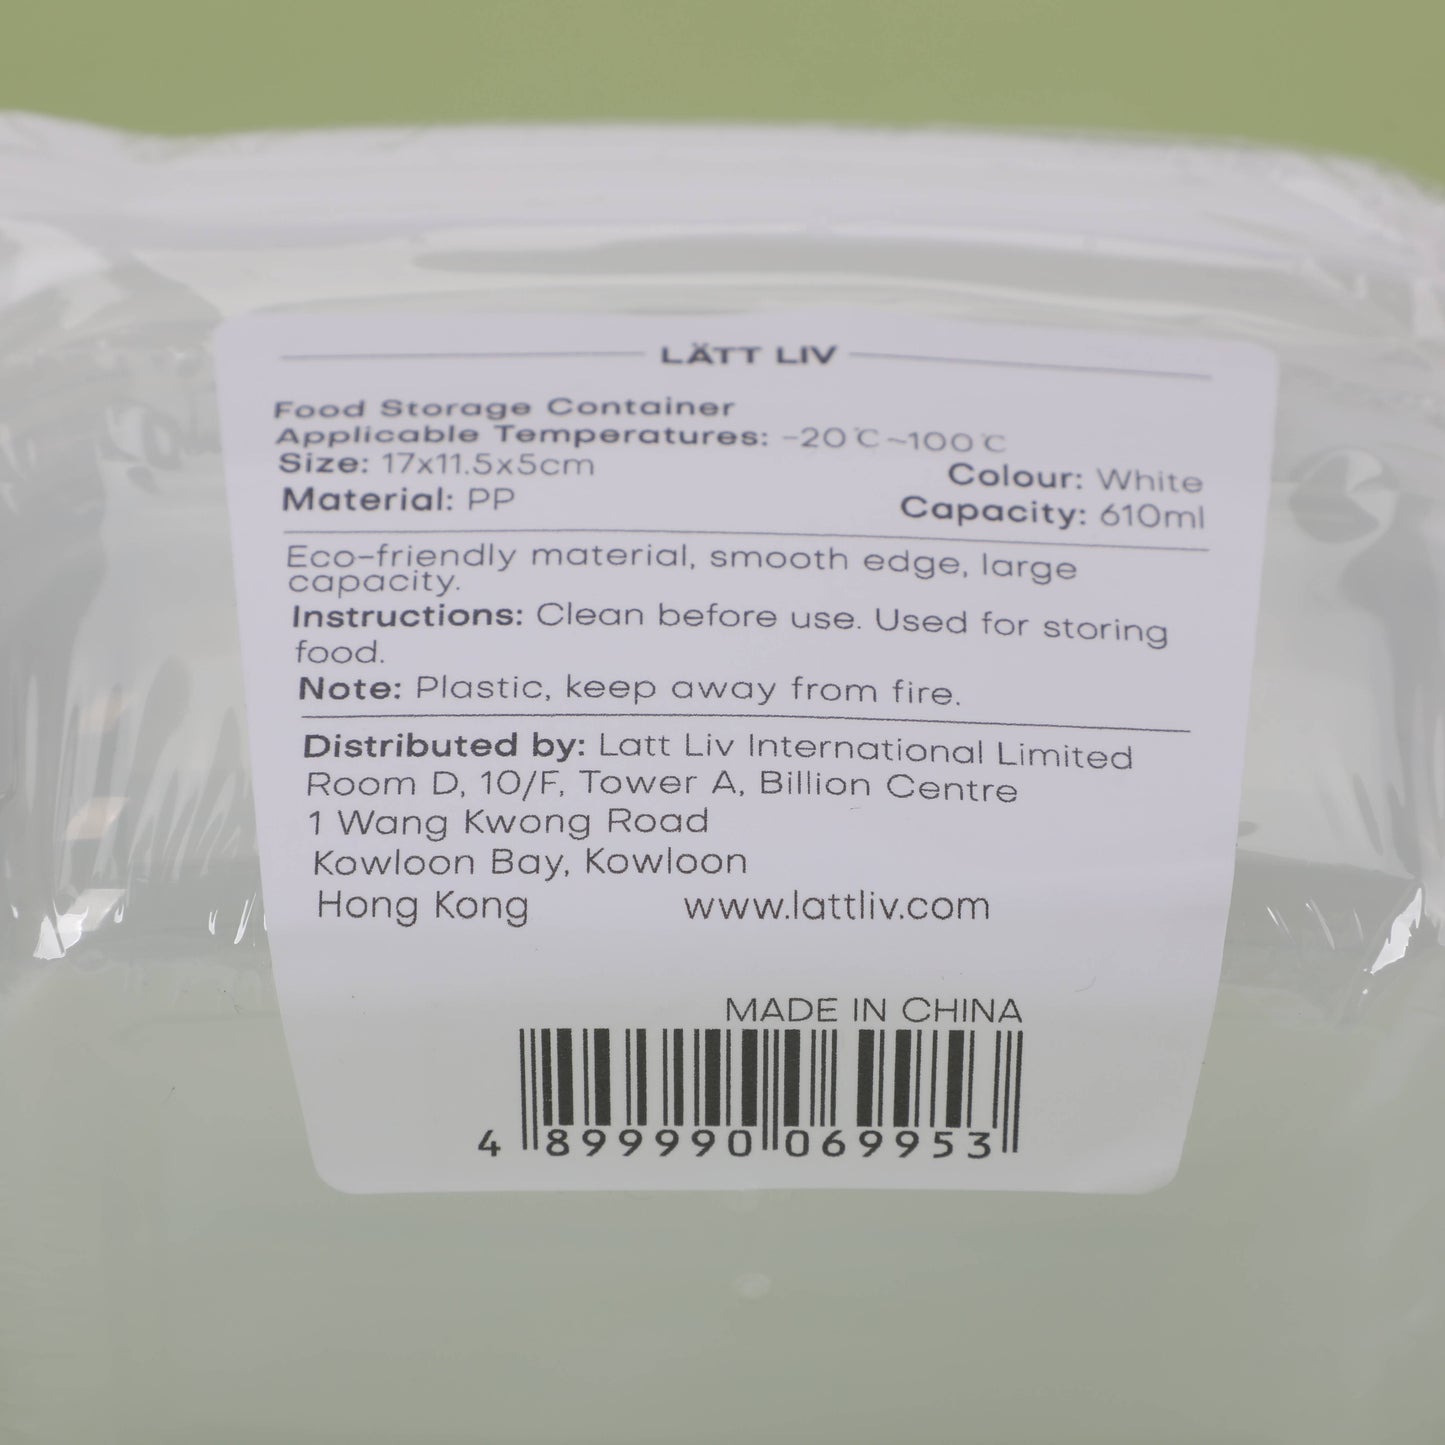 LÄTT LIV
Food Storage Container
Applicable Temperatures: -20℃~100℃
Size: 17x11.5x5cm
Colour: White
Material: PP
Capacity: 610ml
Eco-friendly material, smooth edge, large
capacity.
Instructions: Clean before use. Used for storing
food.
Note: Plastic, keep away from fire.
Distributed by: Latt Liv International Limited
Room D, 10/F, Tower A, Billion Centre
1 Wang Kwong Road
Kowloon Bay, Kowloon
Hong Kong www.lattliv.com
MADE IN CHINA
4 899990 069953